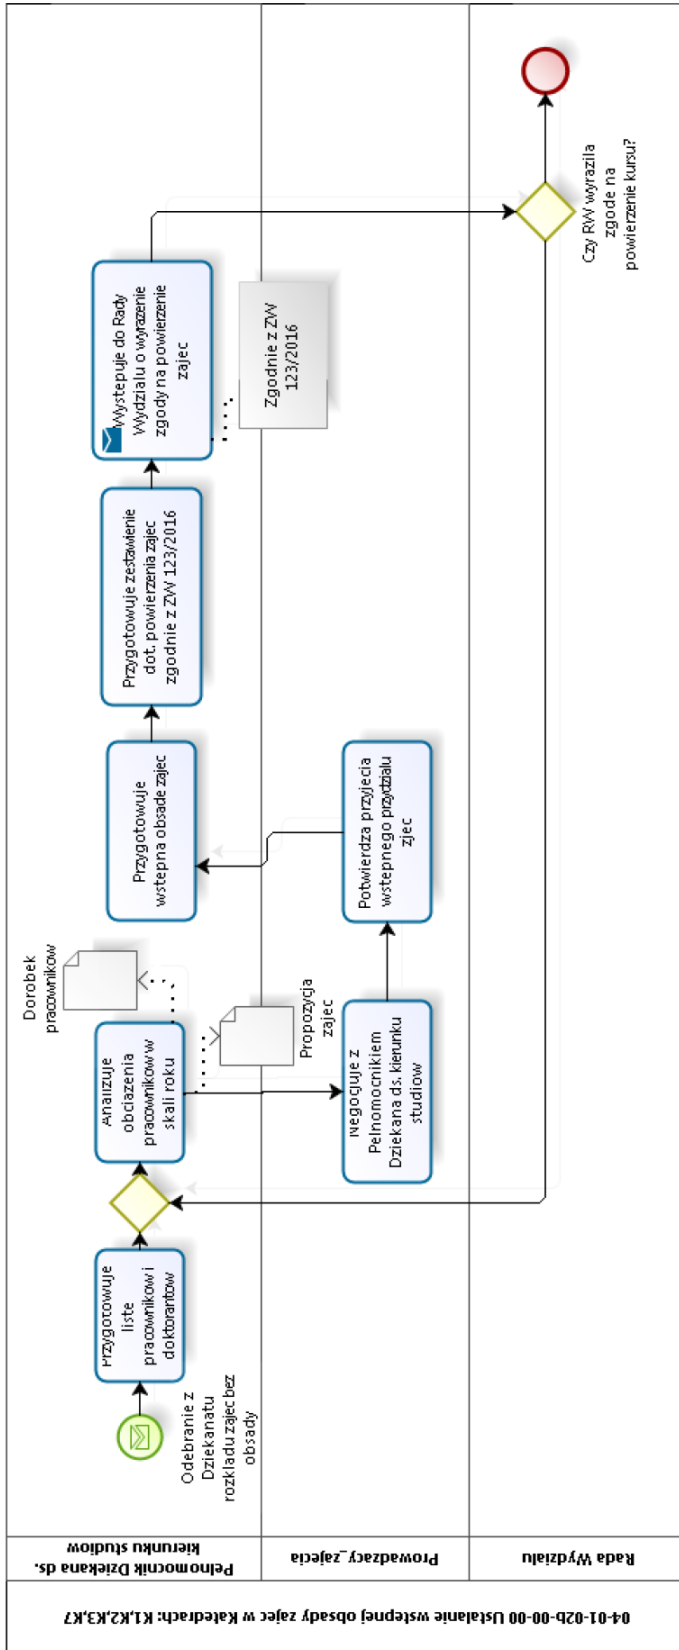 04-01-02b-00-00 Ustalanie wstepnej obsady zajec w Katedrach: K1,K2,K3,K7
Pelnomocnik Dziekana ds.
kierunku studiow
Prowadzacy_zajecia
Rada Wydzialu
Odebranie z
Dziekanatu
rozkladu zajec bez
obsady
Przygotowuje
liste
pracownikow i
doktorantow
Analizuje
obciazenia
pracownikow w
skali roku
Dorobek
pracownikow
Propozycja
zajec
Negocjuje z
Pelnomocnikiem
Dziekana ds. kierunku
studiow
Potwierdza przyjecia
wstepnego przydzialu
zjec
Przygotowuje
wstepna obsade zajec
Przygotowuje zestawienie
dot. powierzenia zajec
zgodnie z ZW 123/2016
Wystepuje do Rady
Wydzialu o wyrazenie
zgody na powierzenie
zajec
Zgodnie z ZW
123/2016
Czy RW wyrazila
zgode na
powierzenie kursu?